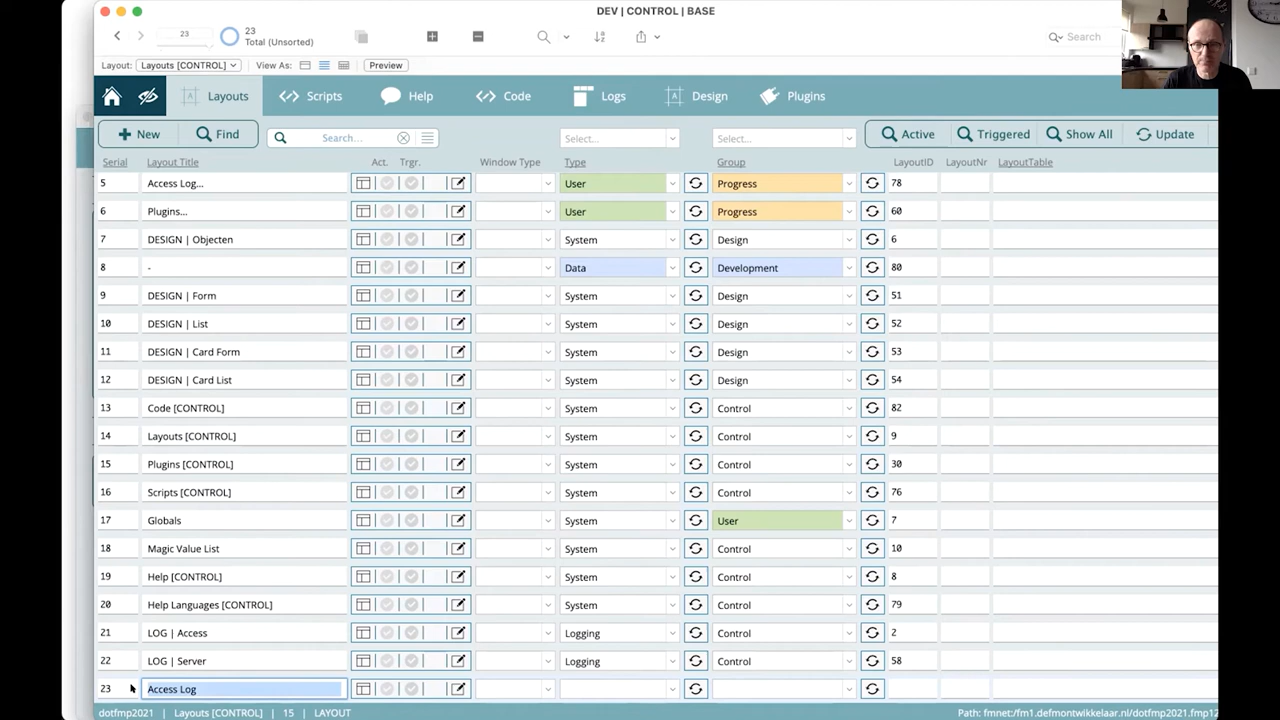 DEV | CONTROL | BASE
23
23
Total (Unsorted)
Search
Layout: Layouts [CONTROL] View As: Preview
Layouts Scripts Help Code Logs Design Plugins
New Find Search... Select... Select... Active Triggered Show All Update
Serial Layout Title Act. Trgr. Window Type Type Group LayoutID LayoutNr LayoutTable
5 Access Log... User Progress 78
6 Plugins... User Progress 60
7 DESIGN | Objecten System Design 6
8 - Data Development 80
9 DESIGN | Form System Design 51
10 DESIGN | List System Design 52
11 DESIGN | Card Form System Design 53
12 DESIGN | Card List System Design 54
13 Code [CONTROL] System Control 82
14 Layouts [CONTROL] System Control 9
15 Plugins [CONTROL] System Control 30
16 Scripts [CONTROL] System Control 76
17 Globals System User 7
18 Magic Value List System Control 10
19 Help [CONTROL] System Control 8
20 Help Languages [CONTROL] System Control 79
21 LOG | Access Logging Control 2
22 LOG | Server Logging Control 58
23 Access Log
dotfmp2021 | Layouts [CONTROL] | 15 | LAYOUT Path: fmnet:/fm1.defmontwikkelaar.nl/dotfmp2021.fmp12